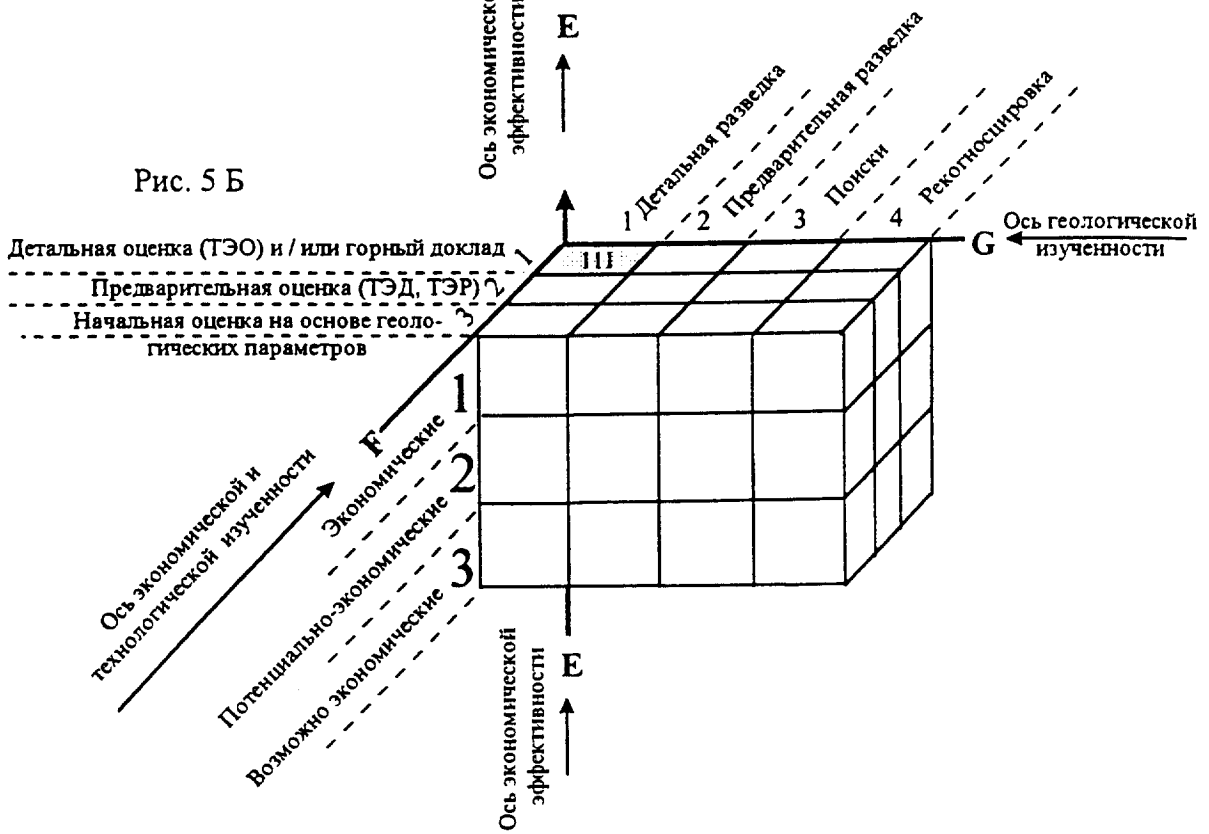 Ось экономическо
эффективности
E
Рис. 5 Б
Детальная разведка
Предварительная разведка
Поиски
Рекогносцировка
1
2
3
4
G
Ось геологической
изученности
Детальная оценка (ТЭО) и / или горный доклад
Предварительная оценка (ТЭД, ТЭР)
Начальная оценка на основе геоло-
гических параметров
1
2
3
111
F
1
2
3
Экономические
Потенциально-экономические
Возможно экономические
Ось экономической и
технологической изученности
Ось экономической
эффективности
E